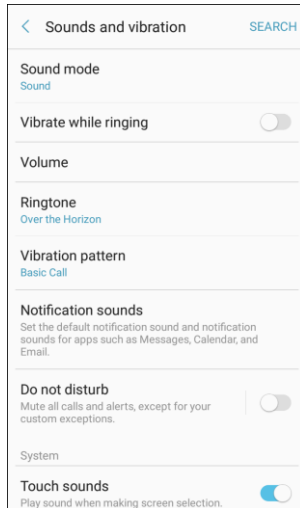 Sounds and vibration SEARCH
Sound mode
Sound
Vibrate while ringing
Volume
Ringtone
Over the Horizon
Vibration pattern
Basic Call
Notification sounds
Set the default notification sound and notification
sounds for apps such as Messages, Calendar, and
Email.
Do not disturb
Mute all calls and alerts, except for your
custom exceptions.
System
Touch sounds
Play sound when making screen selection.